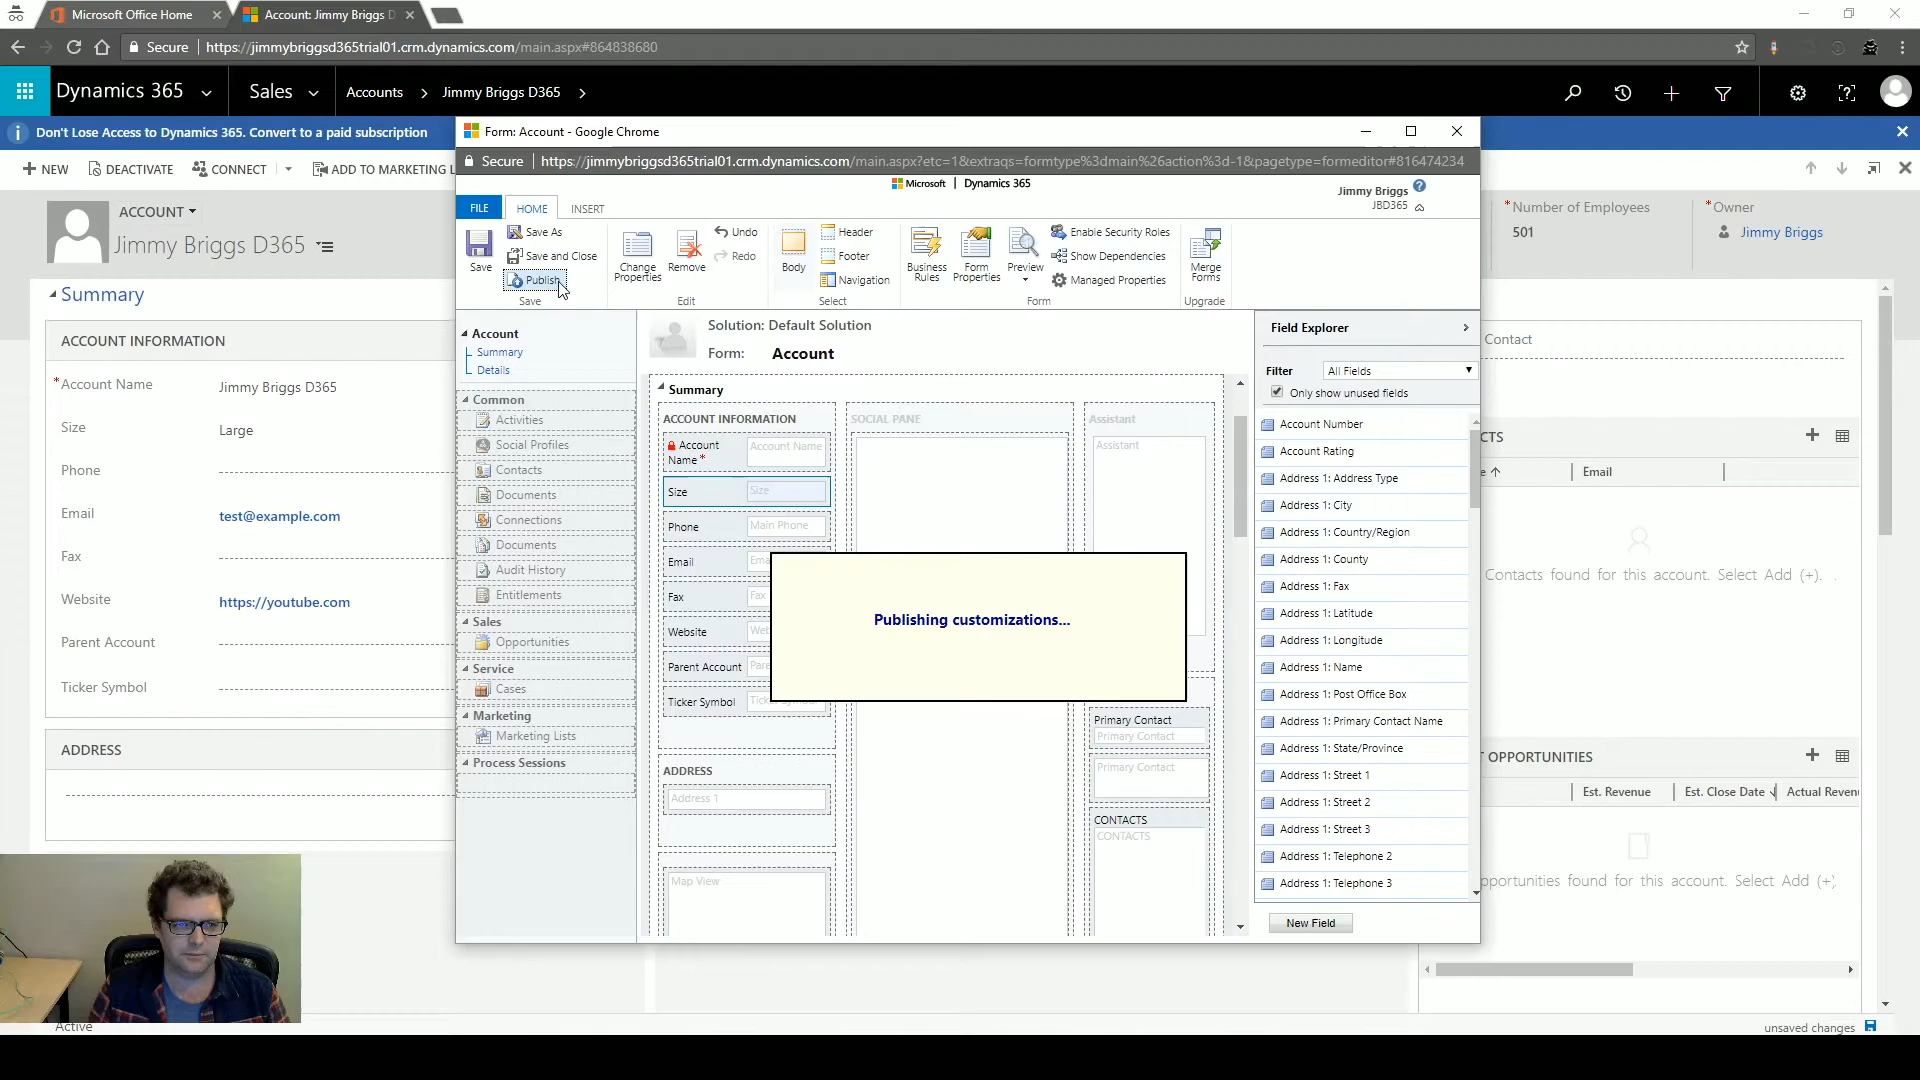 Microsoft Office Home
Account: Jimmy Briggs D
Secure
https://jimmybriggsd365trial01.crm.dynamics.com/main.aspx#864838680
Dynamics 365
Sales
Accounts
Jimmy Briggs D365
Don't Lose Access to Dynamics 365. Convert to a paid subscription
NEW
DEACTIVATE
CONNECT
ADD TO MARKETING L
ACCOUNT
Jimmy Briggs D365
Number of Employees
501
Owner
Jimmy Briggs
Summary
ACCOUNT INFORMATION
Account Name
Jimmy Briggs D365
Size
Large
Phone
Email
test@example.com
Fax
Website
https://youtube.com
Parent Account
Ticker Symbol
ADDRESS
Active
Form: Account - Google Chrome
Secure
https://jimmybriggsd365trial01.crm.dynamics.com/main.aspx?etc=1&extraqs=formtype%3dmain%26action%3d-1&pagetype=formeditor#816474234
Microsoft | Dynamics 365
Jimmy Briggs
JBD365
FILE
HOME
INSERT
Save
Save As
Save and Close
Publish
Save
Change Properties
Remove
Undo
Redo
Edit
Body
Header
Footer
Navigation
Select
Business Rules
Form Properties
Preview
Enable Security Roles
Show Dependencies
Managed Properties
Form
Merge Forms
Upgrade
Account
Summary
Details
Common
Activities
Social Profiles
Contacts
Documents
Connections
Documents
Audit History
Entitlements
Sales
Opportunities
Service
Cases
Marketing
Marketing Lists
Process Sessions
Solution: Default Solution
Form: Account
Summary
ACCOUNT INFORMATION
Account Name*
Account Name
Size
Size
Phone
Main Phone
Email
Ema
Fax
Fax
Website
Web
Parent Account
Pare
Ticker Symbol
ADDRESS
Address 1
Map View
SOCIAL PANE
Assistant
Assistant
Publishing customizations...
Primary Contact
Primary Contact
Primary Contact
CONTACTS
CONTACTS
Field Explorer
Filter
All Fields
Only show unused fields
Account Number
Account Rating
Address 1: Address Type
Address 1: City
Address 1: Country/Region
Address 1: County
Address 1: Fax
Address 1: Latitude
Address 1: Longitude
Address 1: Name
Address 1: Post Office Box
Address 1: Primary Contact Name
Address 1: State/Province
Address 1: Street 1
Address 1: Street 2
Address 1: Street 3
Address 1: Telephone 2
Address 1: Telephone 3
New Field
Contact
CTS
e
Email
Contacts found for this account. Select Add (+).
T OPPORTUNITIES
Est. Revenue
Est. Close Date
Actual Reven
pportunities found for this account. Select Add (+).
unsaved changes